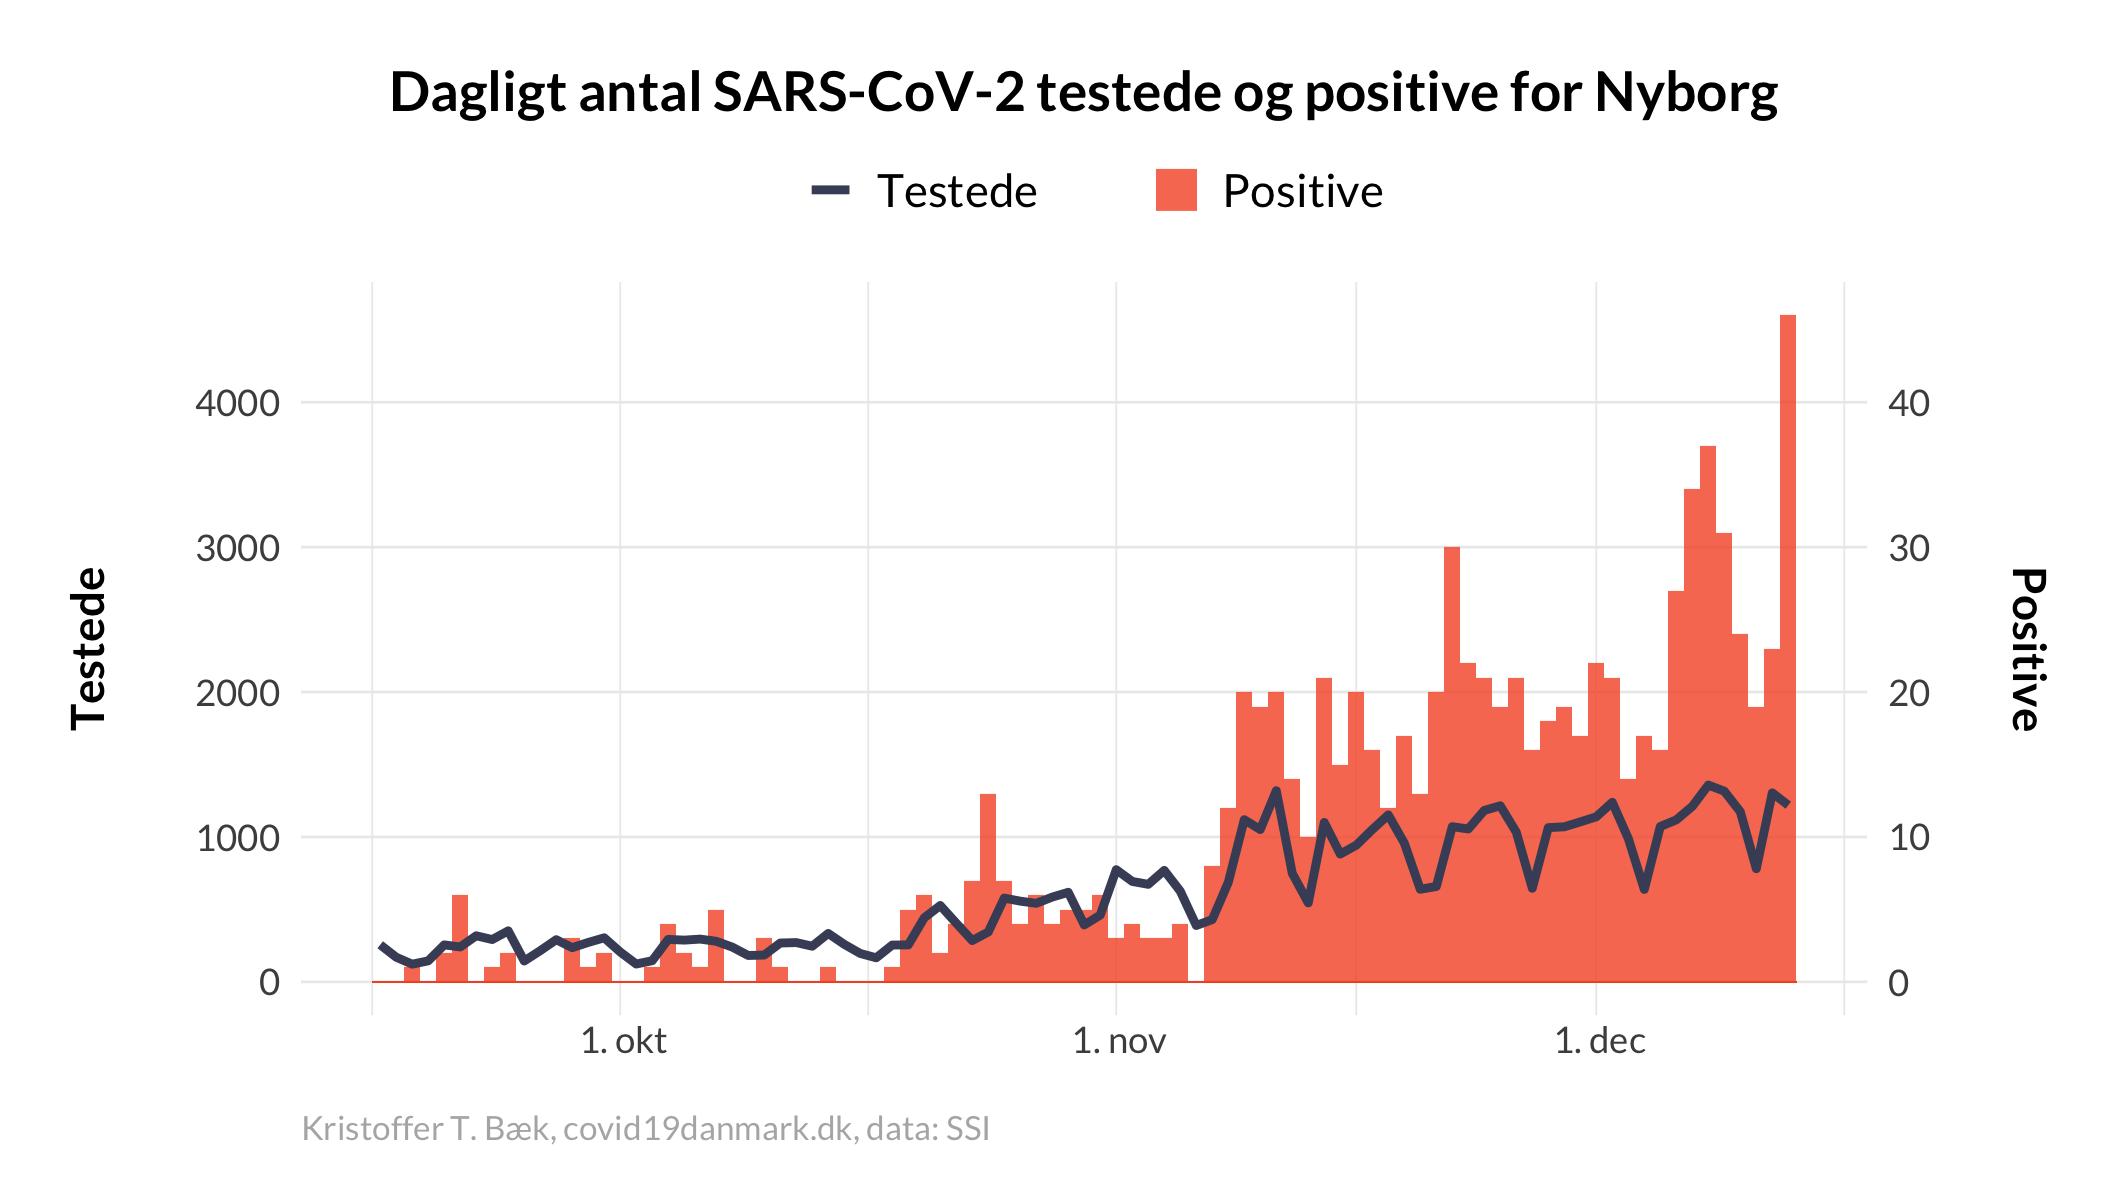 Dagligt antal SARS-CoV-2 testede og positive for Nyborg
Testede
Positive
4000
3000
2000
1000
0
Testede
40
30
20
10
0
Positive
1. okt
1. nov
1. dec
Kristoffer T. Bæk, covid19danmark.dk, data: SSI